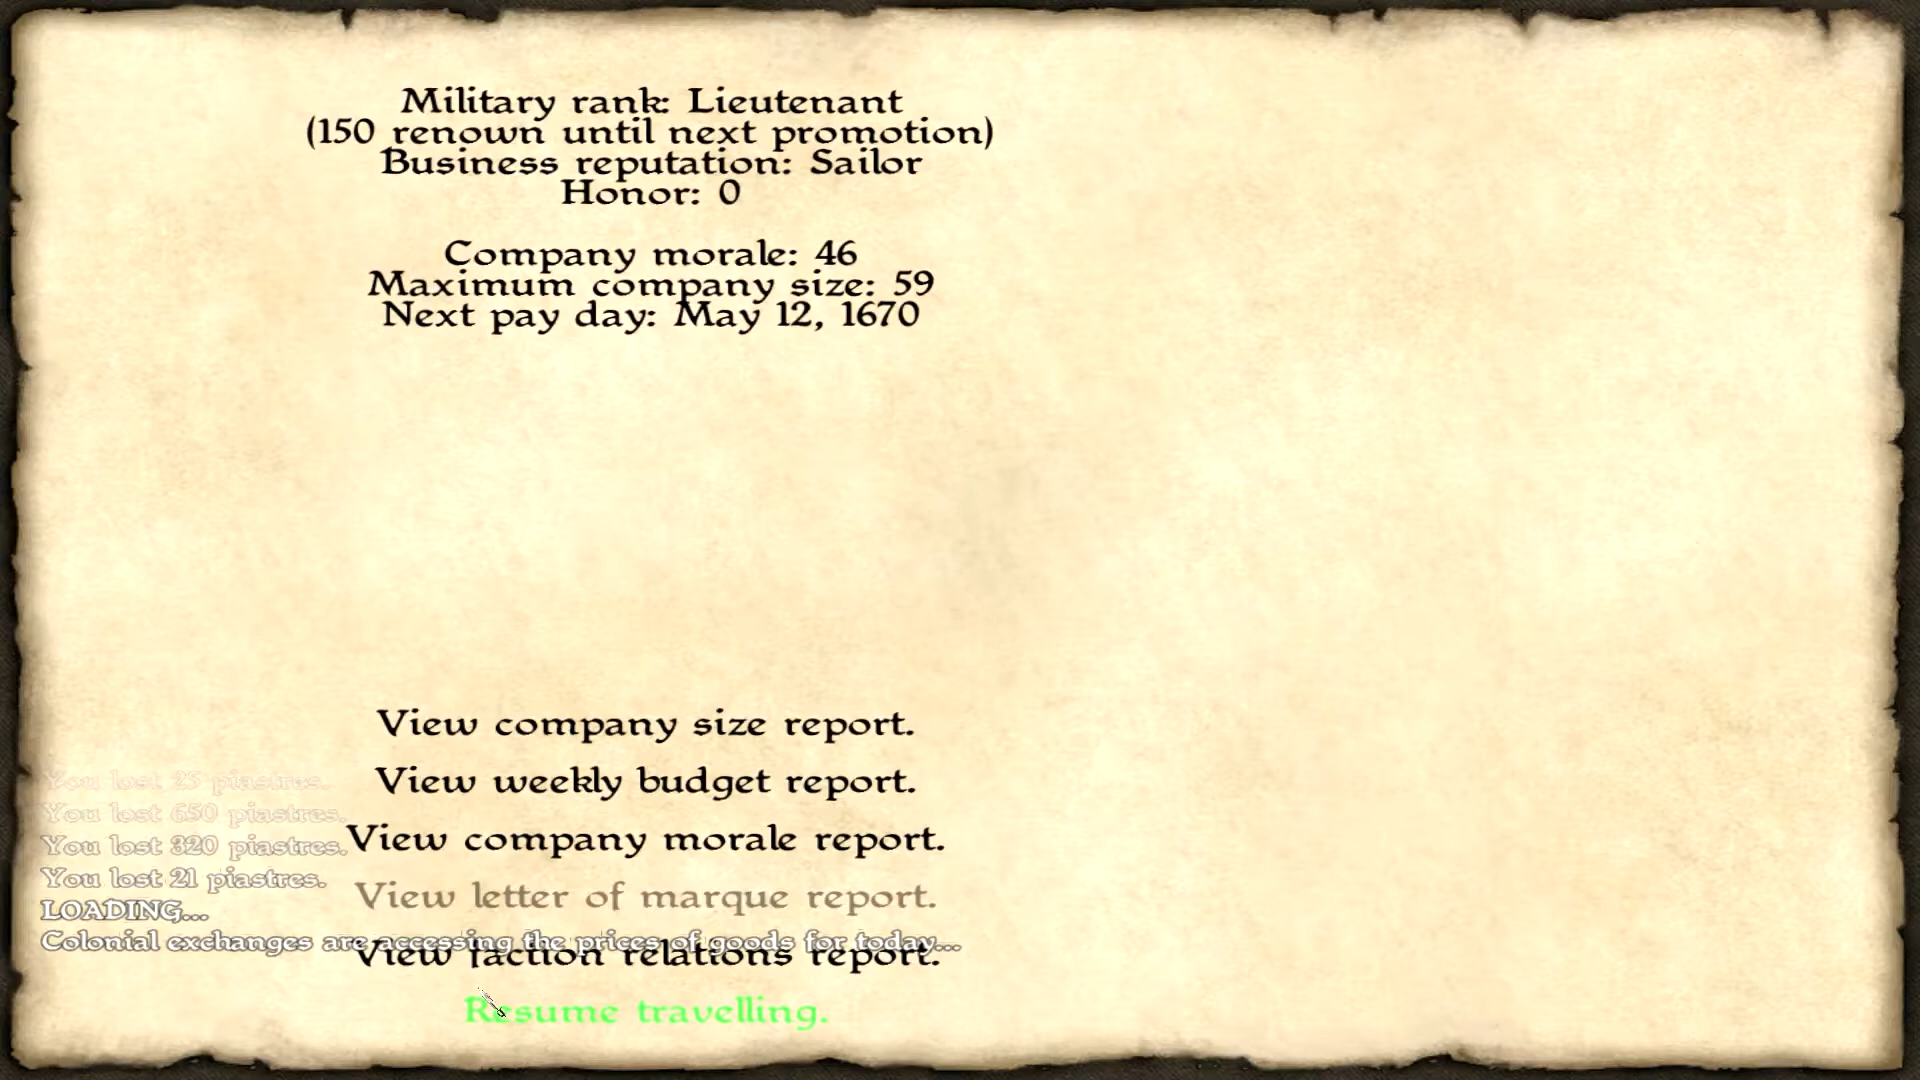 Military rank: Lieutenant
(150 renown until next promotion)
Business reputation: Sailor
Honor: 0
Company morale: 46
Maximum company size: 59
Next pay day: May 12, 1670
View company size report.
View weekly budget report.
View company morale report.
View letter of marque report.
View faction relations report.
Resume travelling.
You lost 25 piastres.
You lost 650 piastres.
You lost 320 piastres.
You lost 21 piastres.
LOADING...
Colonial exchanges are accessing the prices of goods for today...